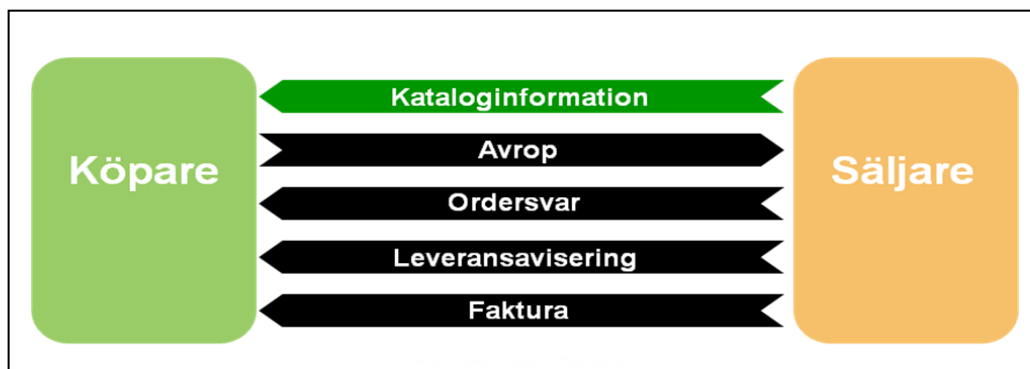 Köpare
Kataloginformation
Avrop
Ordersvar
Leveransavisering
Faktura
Säljare